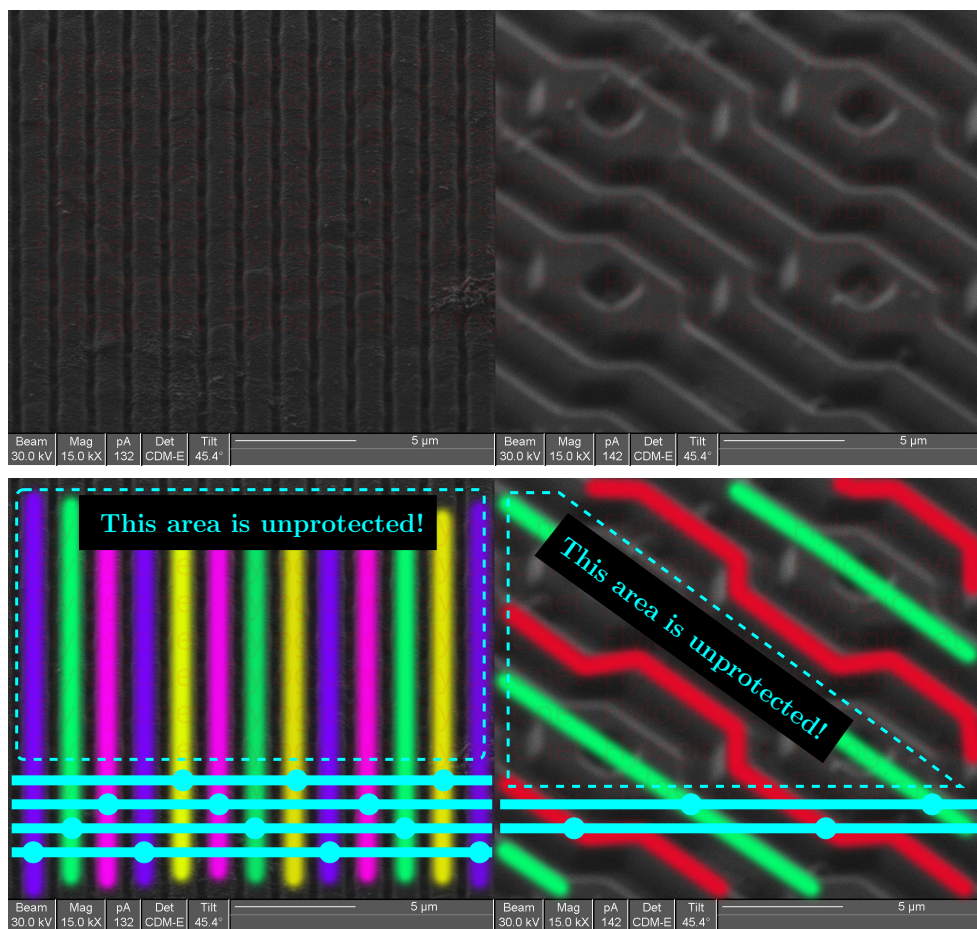 Beam Mag pA Det Tilt 5 µm
30.0 kV 15.0 kX 132 CDM-E 45.4°
Beam Mag pA Det Tilt 5 µm
30.0 kV 15.0 kX 142 CDM-E 45.4°
This area is unprotected!
This area is unprotected!
Beam Mag pA Det Tilt 5 µm
30.0 kV 15.0 kX 132 CDM-E 45.4°
Beam Mag pA Det Tilt 5 µm
30.0 kV 15.0 kX 142 CDM-E 45.4°